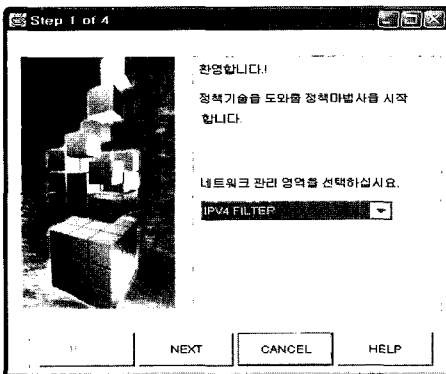 Step 1 of 4
환영합니다.!
정책기술을 도와줄 정책마법사을 시작
합니다.
네트워크 관리 영역을 선택하십시요.
IPV4 FILTER
NEXT
CANCEL
HELP